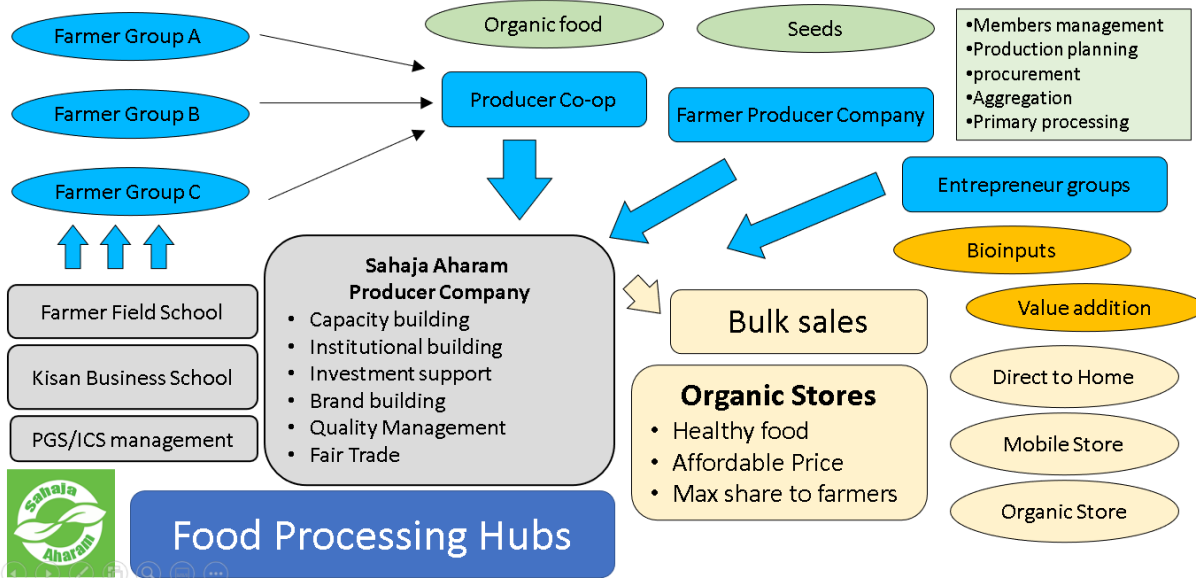 Farmer Group A
Farmer Group B
Farmer Group C
Organic food
Seeds
Producer Co-op
Farmer Producer Company
•Members management
•Production planning
•procurement
•Aggregation
•Primary processing
Entrepreneur groups
Bioinputs
Value addition
Farmer Field School
Kisan Business School
PGS/ICS management
Sahaja Aharam
Producer Company
• Capacity building
• Institutional building
• Investment support
• Brand building
• Quality Management
• Fair Trade
Bulk sales
Organic Stores
• Healthy food
• Affordable Price
• Max share to farmers
Direct to Home
Mobile Store
Organic Store
Sahaja
Aharam
Food Processing Hubs